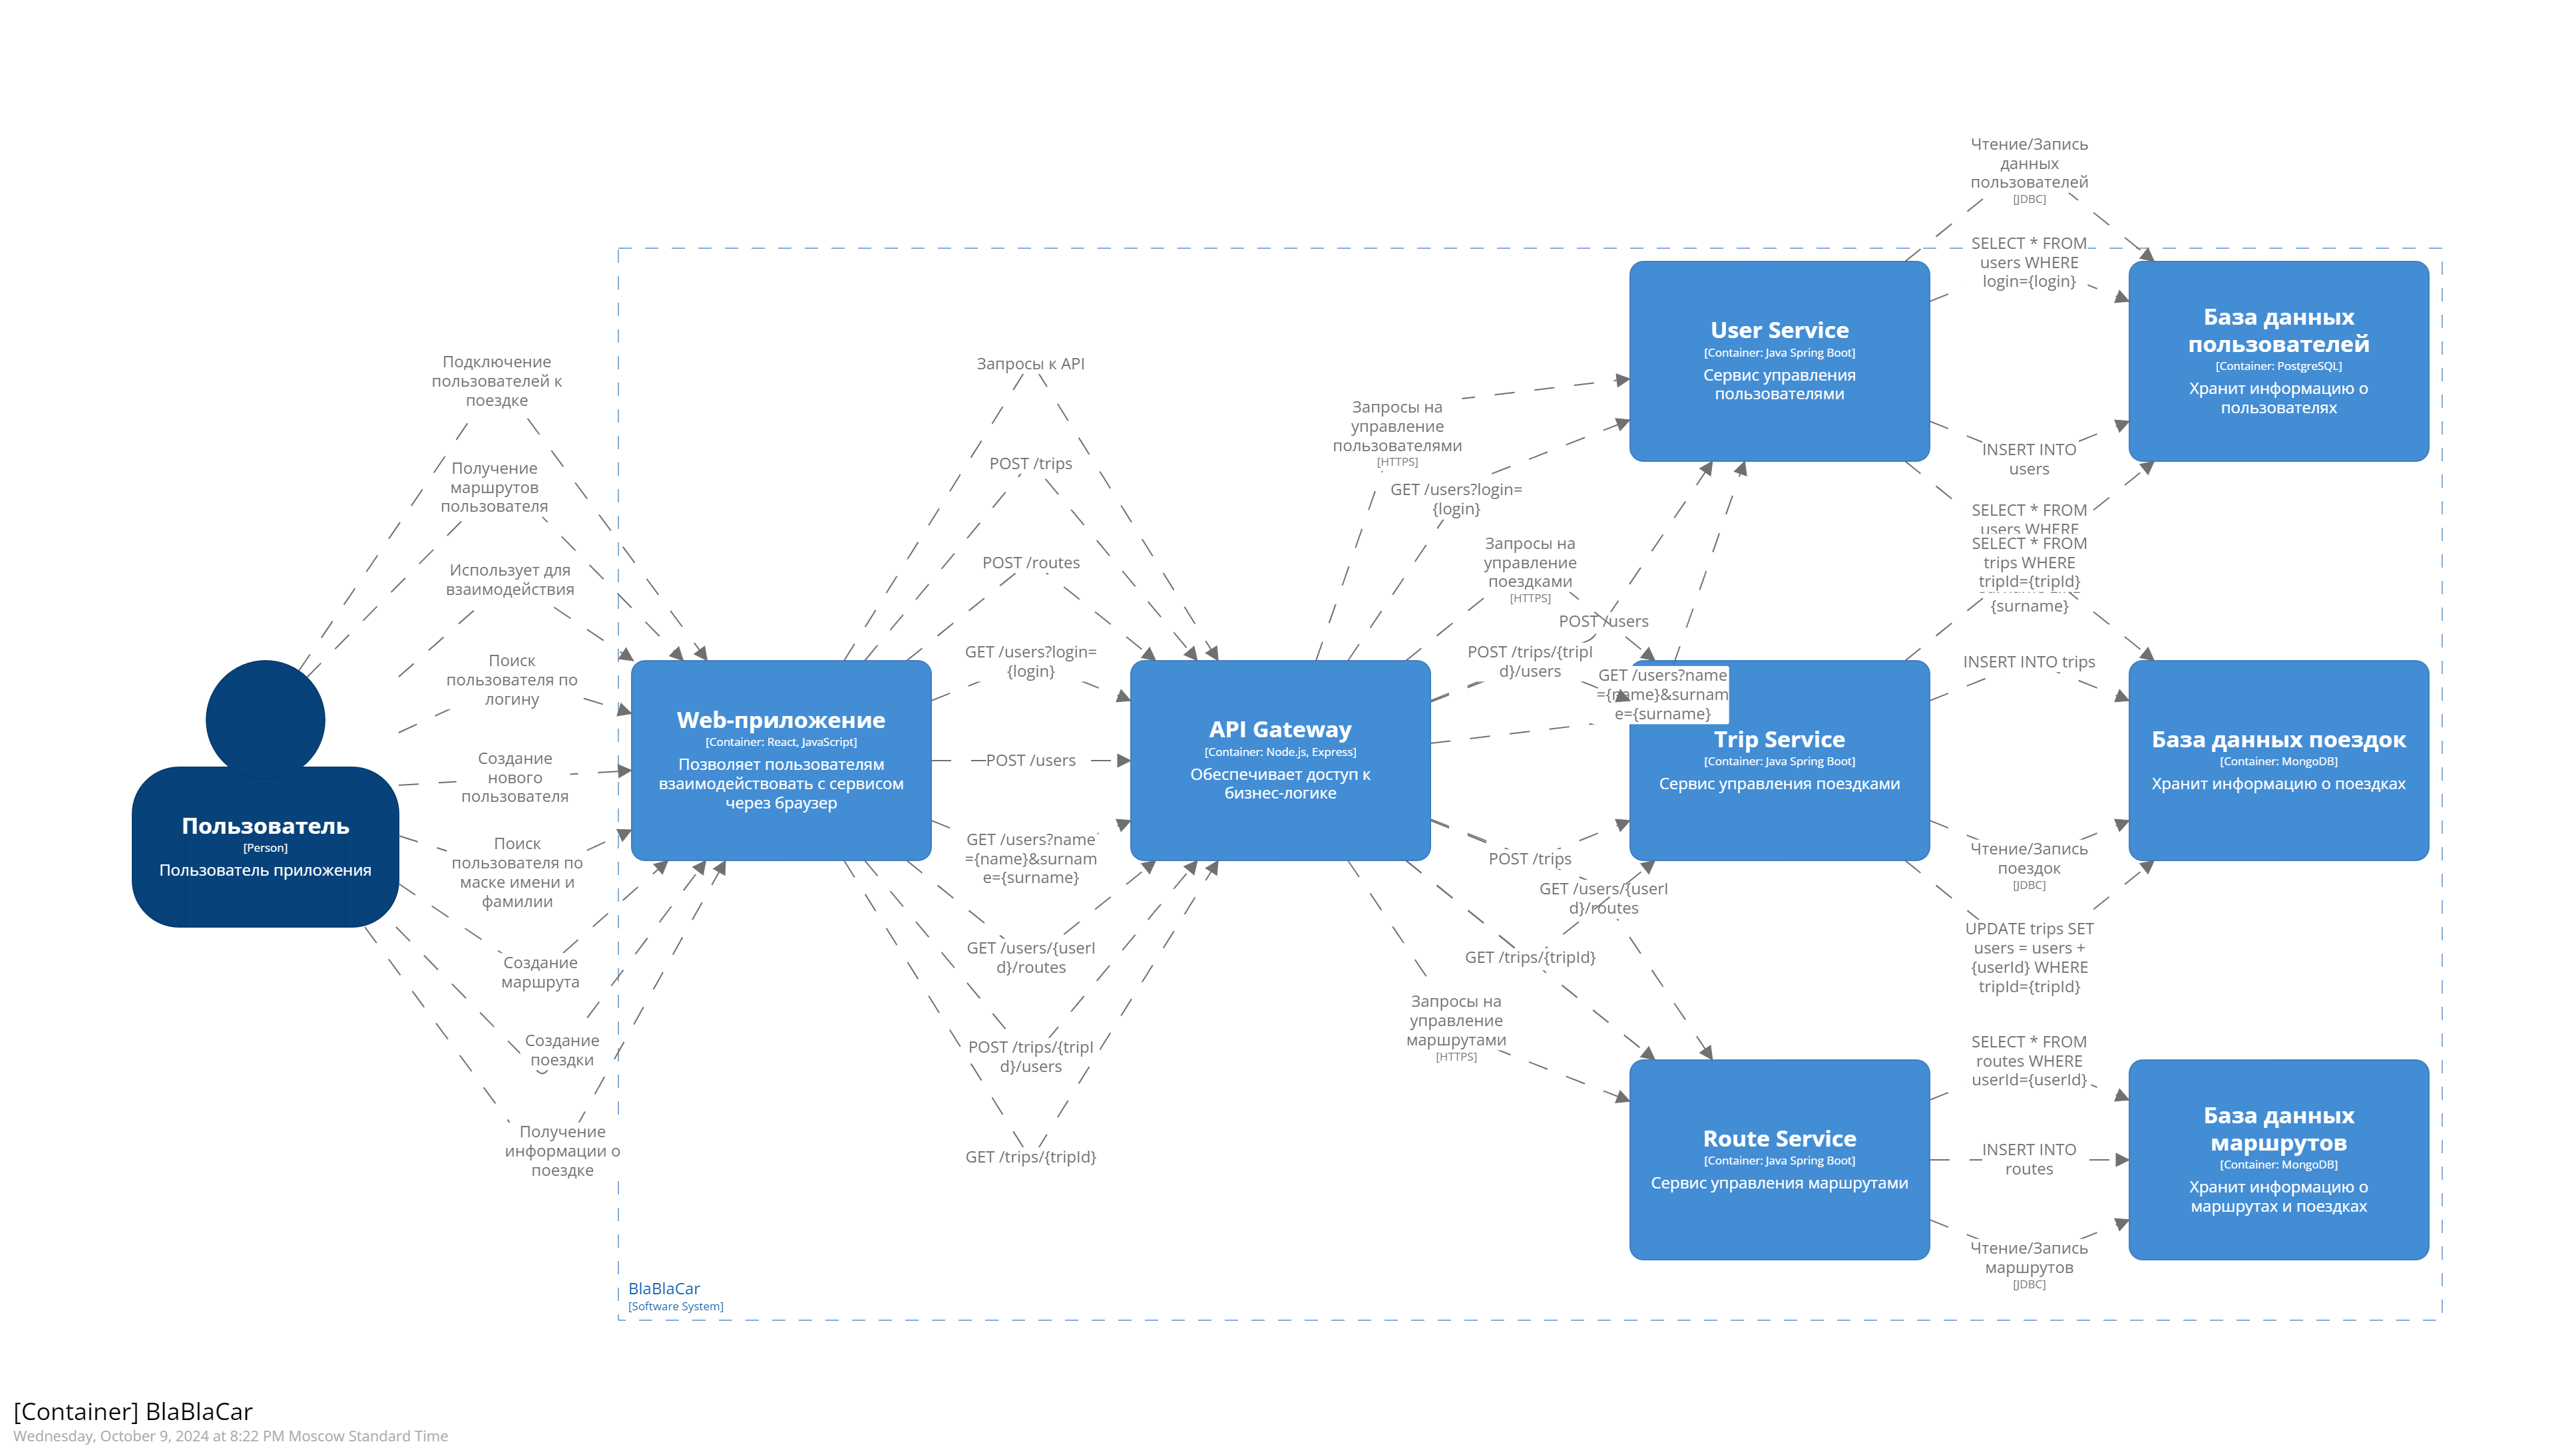 Чтение/Запись
данных
пользователей
[JDBC]
SELECT * FROM
users WHERE
login={login}
User Service
[Container: Java Spring Boot]
Сервис управления
пользователями
База данных
пользователей
[Container: PostgreSQL]
Хранит информацию о
пользователях
INSERT INTO
users
SELECT * FROM
users WHERE
SELECT * FROM
trips WHERE
tripId={tripId}
{surname}
Подключение
пользователей к
поездке
Получение
маршрутов
пользователя
Использует для
взаимодействия
Поиск
пользователя по
логину
Создание
нового
пользователя
Поиск
пользователя по
маске имени и
фамилии
Создание
маршрута
Создание
поездки
Получение
информации о
поездке
Пользователь
[Person]
Пользователь приложения
Web-приложение
[Container: React, JavaScript]
Позволяет пользователям
взаимодействовать с сервисом
через браузер
Запросы к API
POST /trips
POST /routes
GET /users?login=
{login}
POST /users
GET /users?name
={name}&surnam
e={surname}
GET /users/{userI
d}/routes
POST /trips/{tripI
d}/users
GET /trips/{tripId}
API Gateway
[Container: Node.js, Express]
Обеспечивает доступ к
бизнес-логике
Запросы на
управление
пользователями
[HTTPS]
GET /users?login=
{login}
Запросы на
управление
поездками
[HTTPS]
POST /users
POST /trips/{tripI
d}/users
GET /users?name
={name}&surnam
e={surname}
POST /trips
GET /users/{userI
d}/routes
GET /trips/{tripId}
Запросы на
управление
маршрутами
[HTTPS]
Trip Service
[Container: Java Spring Boot]
Сервис управления поездками
INSERT INTO trips
Чтение/Запись
поездок
[JDBC]
UPDATE trips SET
users = users +
{userId} WHERE
tripId={tripId}
База данных поездок
[Container: MongoDB]
Хранит информацию о поездках
Route Service
[Container: Java Spring Boot]
Сервис управления маршрутами
SELECT * FROM
routes WHERE
userId={userId}
INSERT INTO
routes
Чтение/Запись
маршрутов
[JDBC]
База данных
маршрутов
[Container: MongoDB]
Хранит информацию о
маршрутах и поездках
BlaBlaCar
[Software System]
[Container] BlaBlaCar
Wednesday, October 9, 2024 at 8:22 PM Moscow Standard Time